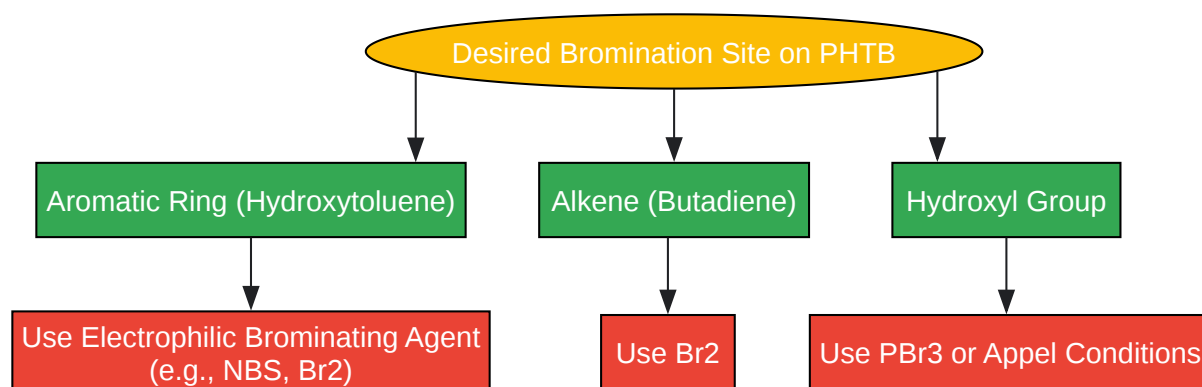 Desired Bromination Site on PHTB
Aromatic Ring (Hydroxytoluene)
Alkene (Butadiene)
Hydroxyl Group
Use Electrophilic Brominating Agent
(e.g., NBS, Br2)
Use Br2
Use PBr3 or Appel Conditions